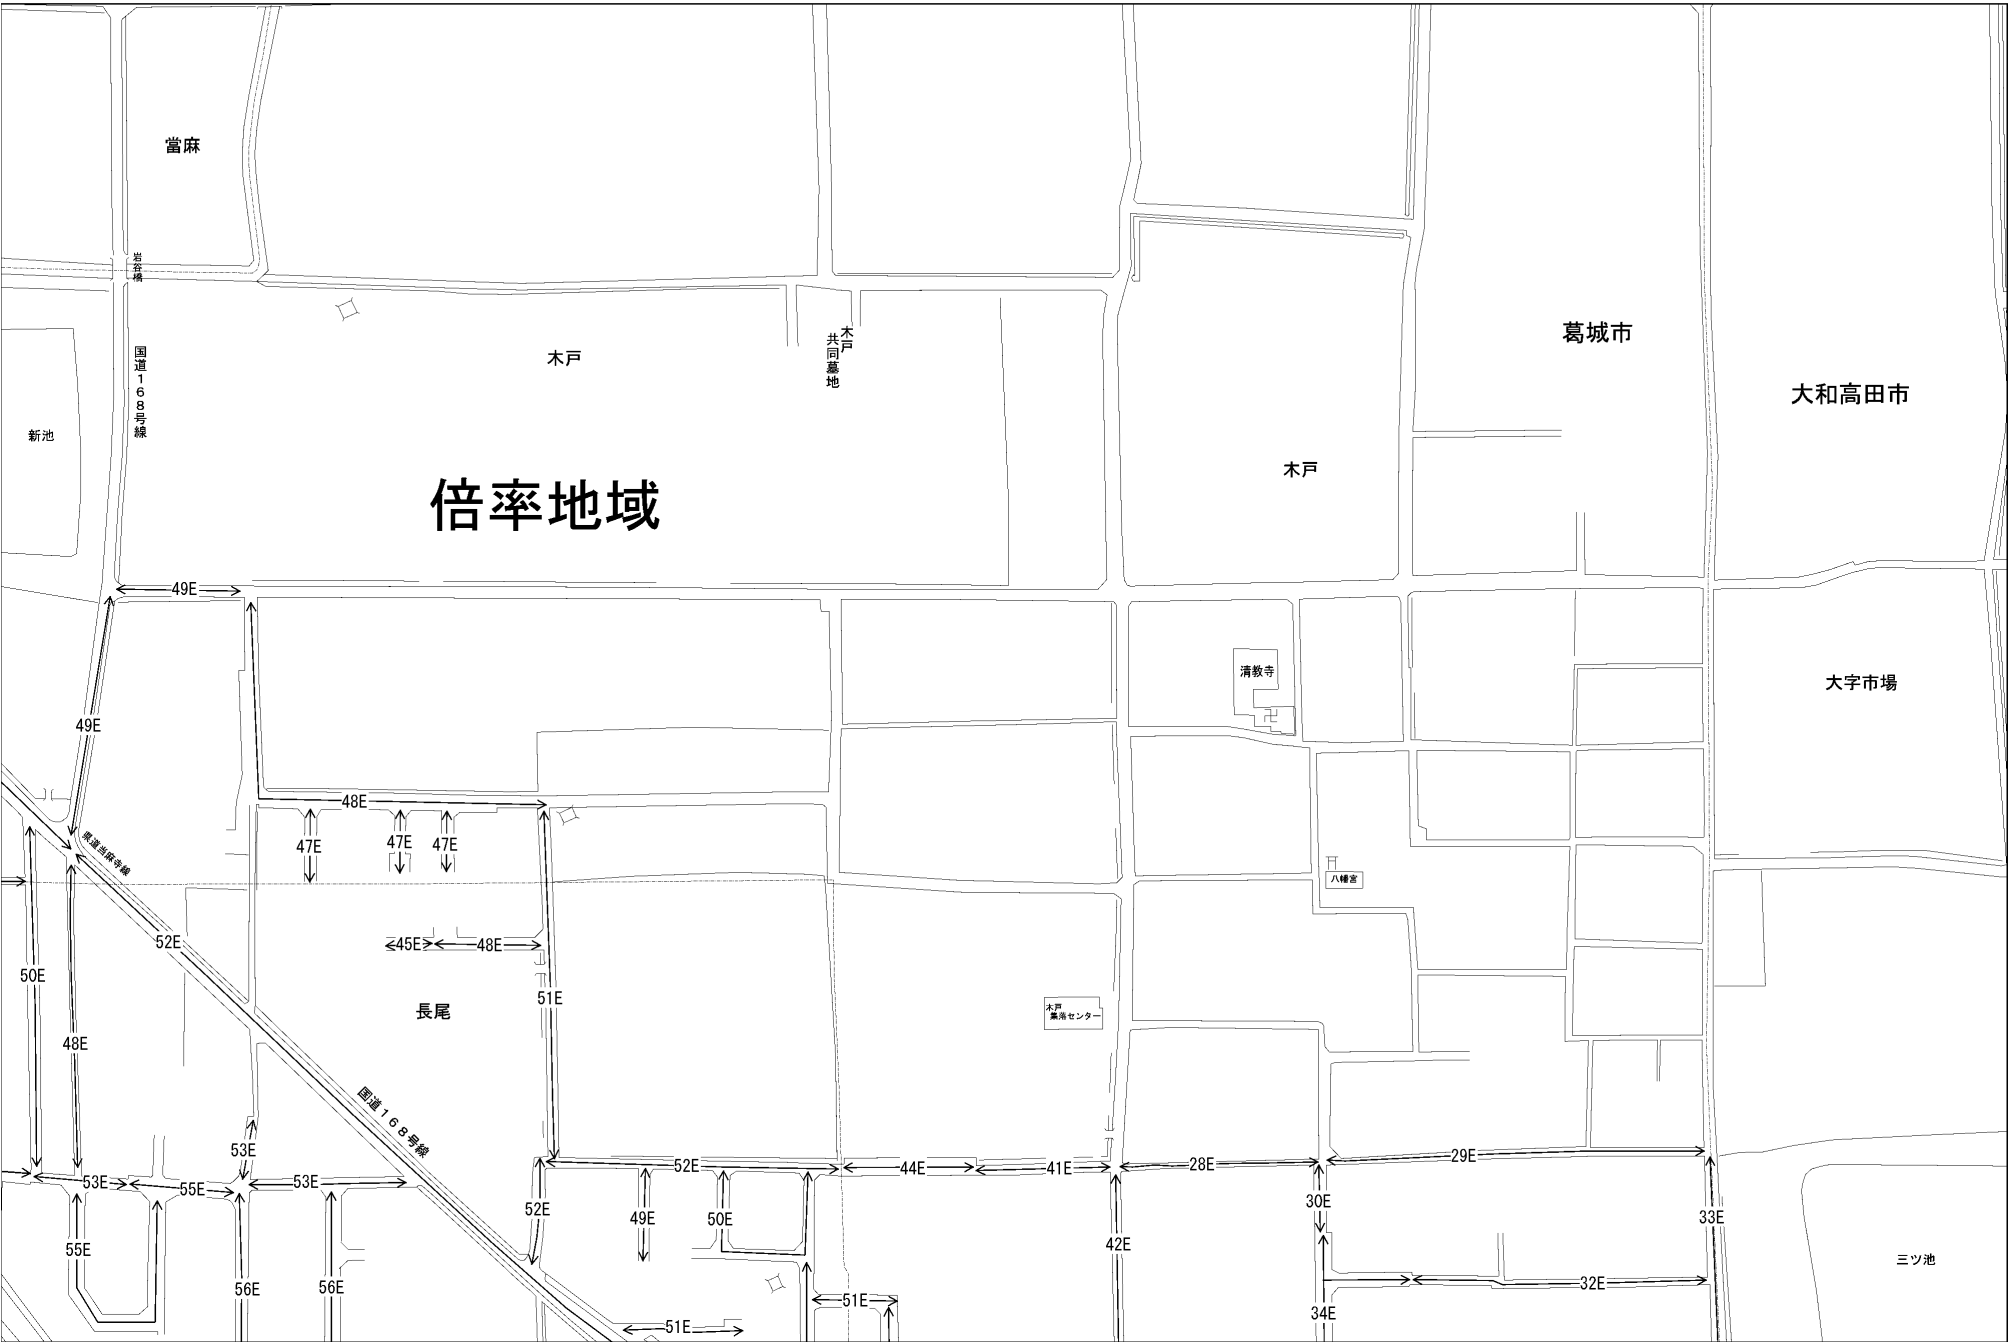 當麻
岩谷橋
国道168号線
木戸
木戸
共同墓地
葛城市
大和高田市
新池
木戸
倍率地域
49E
清教寺
大字市場
49E
48E
県道当麻寺線
47E
47E
47E
八幡宮
52E
45E
48E
50E
51E
長尾
木戸
集落センター
48E
国道168号線
53E
53E
55E
53E
52E
44E
41E
28E
29E
52E
49E
50E
30E
33E
55E
42E
56E
56E
三ツ池
32E
51E
34E
51E